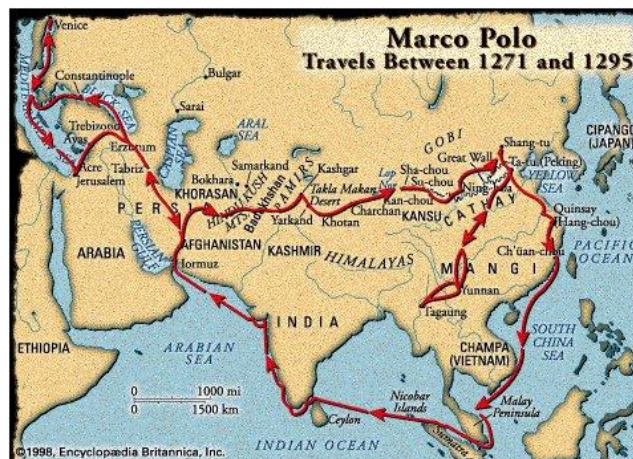 Marco Polo
Travels Between 1271 and 1295
Venice
Constantinople
BLACK SEA
Trebizond
Ayas
Erzurum
Acre
Jerusalem
Tabriz
Bulgar
Sarai
CASPIAN
SEA
ARAL
SEA
Bokhara
Samarkand
KHORASAN
HINDU KUSH
MTS.
Badakhshan
PAMIRS
Kashgar
Takla Makan
Desert
Yarkand
Khotan
Charchan
Lop
Nor
GOBI
Sha-chou
Su-chou
Kan-chou
KANSU
Great Wall
Shang-tu
Ta-tu (Peking)
CATHAY
YELLOW
SEA
CIPANGU
(JAPAN)
Quinsay
(Hang-chou)
PACIFIC
OCEAN
Ch'üan-chou
MANGI
Yunnan
Tagaung
HIMALAYAS
KASHMIR
AFGHANISTAN
PERSIA
PERSIAN
GULF
Hormuz
ARABIA
ETHIOPIA
ARABIAN
SEA
INDIA
CHAMPA
(VIETNAM)
SOUTH
CHINA
SEA
Malay
Peninsula
Nicobar
Islands
Sumatra
Ceylon
INDIAN OCEAN
0 1000 mi
0 1500 km
©1998, Encyclopædia Britannica, Inc.